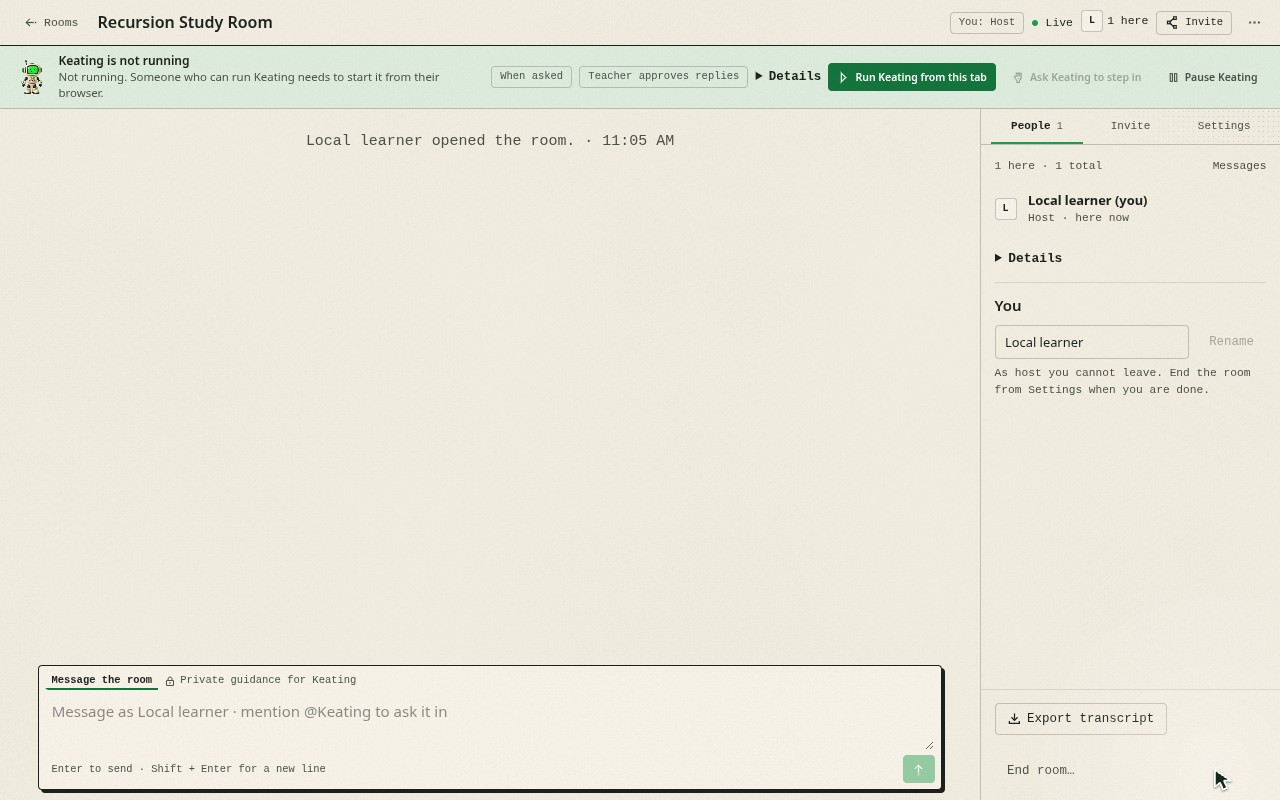 Rooms
Recursion Study Room
You: Host
Live
L
1 here
Invite
Keating is not running
Not running. Someone who can run Keating needs to start it from their
browser.
When asked
Teacher approves replies
Details
Run Keating from this tab
Ask Keating to step in
Pause Keating
Local learner opened the room. · 11:05 AM
People 1
Invite
Settings
1 here · 1 total
Messages
L
Local learner (you)
Host · here now
Details
You
Local learner
Rename
As host you cannot leave. End the room
from Settings when you are done.
Message the room
Private guidance for Keating
Message as Local learner · mention @Keating to ask it in
Enter to send · Shift + Enter for a new line
Export transcript
End room…